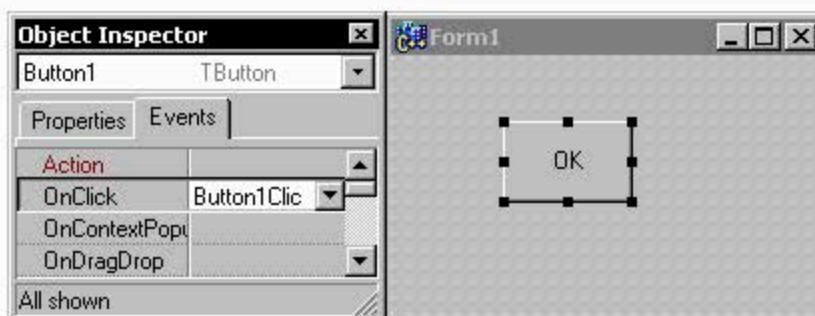 Object Inspector
Button1 TButton
Properties Events
Action
OnClick Button1Clic
OnContextPopu
OnDragDrop
All shown
Form1
OK